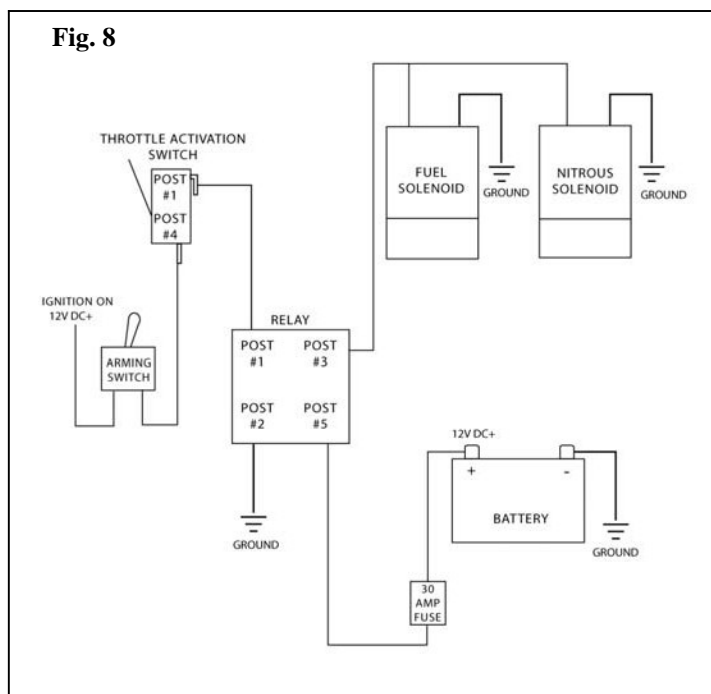 Fig. 8
THROTTLE ACTIVATION
SWITCH
POST
#1
POST
#4
IGNITION ON
12V DC+
ARMING
SWITCH
RELAY
POST
#1
POST
#3
POST
#2
POST
#5
GROUND
FUEL
SOLENOID
GROUND
NITROUS
SOLENOID
GROUND
12V DC+
+
-
BATTERY
GROUND
30
AMP
FUSE